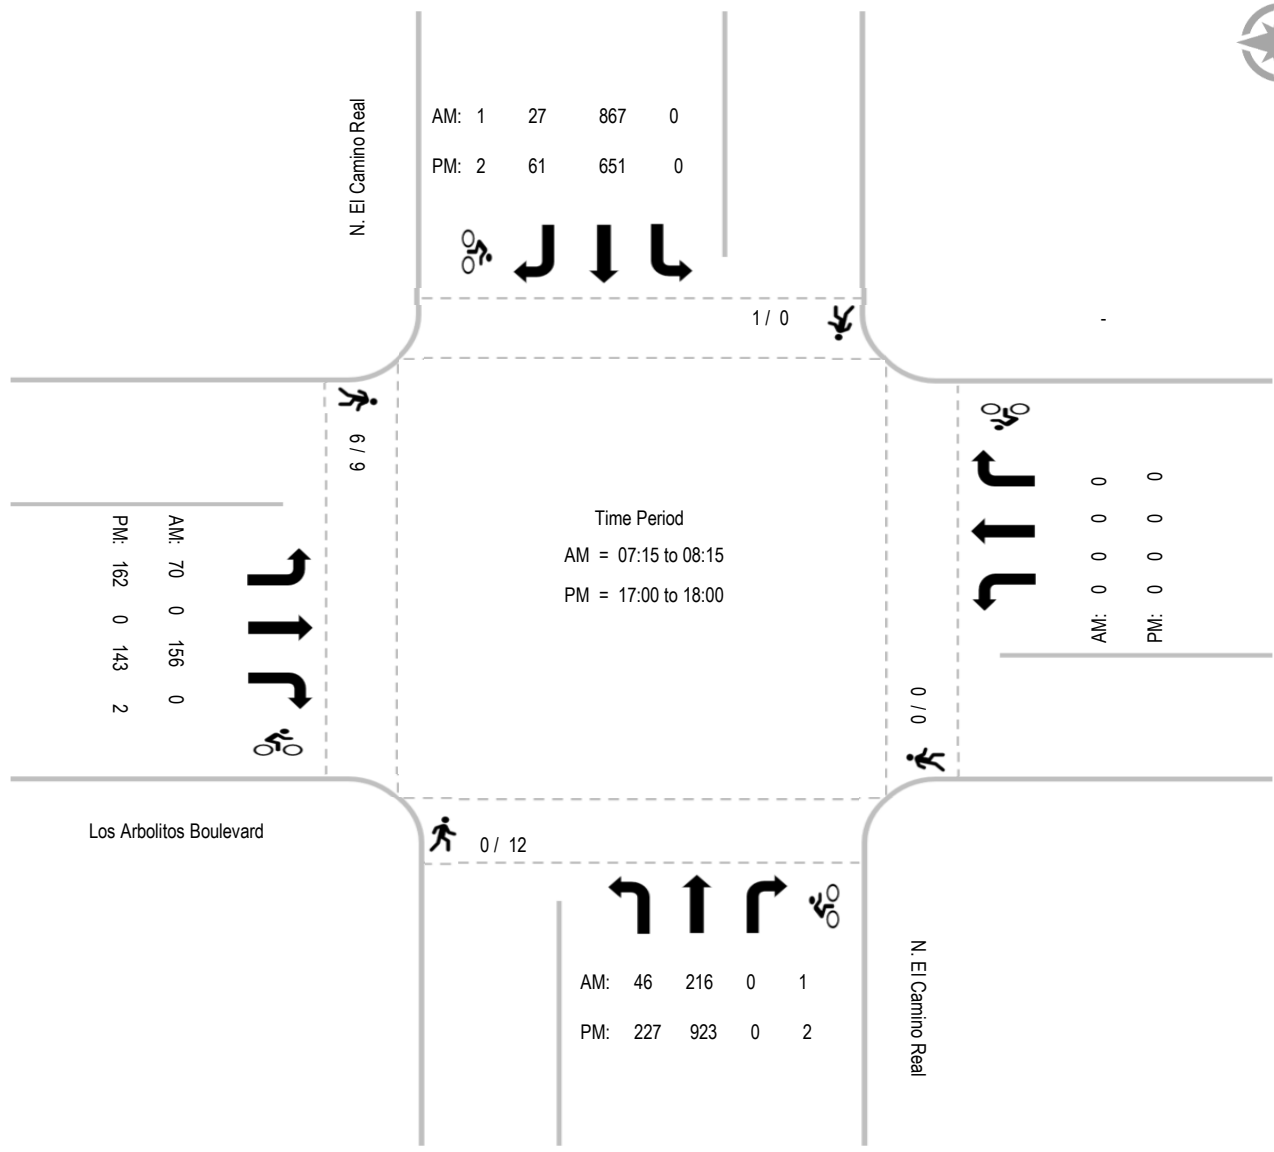 N. El Camino Real
AM: 1 27 867 0
PM: 2 61 651 0
1 / 0
-
9 / 9
Time Period
AM = 07:15 to 08:15
PM = 17:00 to 18:00
AM: 70 0 156 0
PM: 162 0 143 2
AM: 0 0 0 0
PM: 0 0 0 0
0 / 0
Los Arbolitos Boulevard
0 / 12
AM: 46 216 0 1
PM: 227 923 0 2
N. El Camino Real